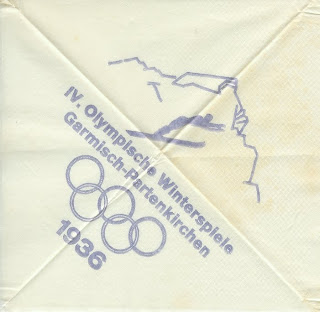 IV. Olympische Winterspiele
Garmisch-Partenkirchen
1936